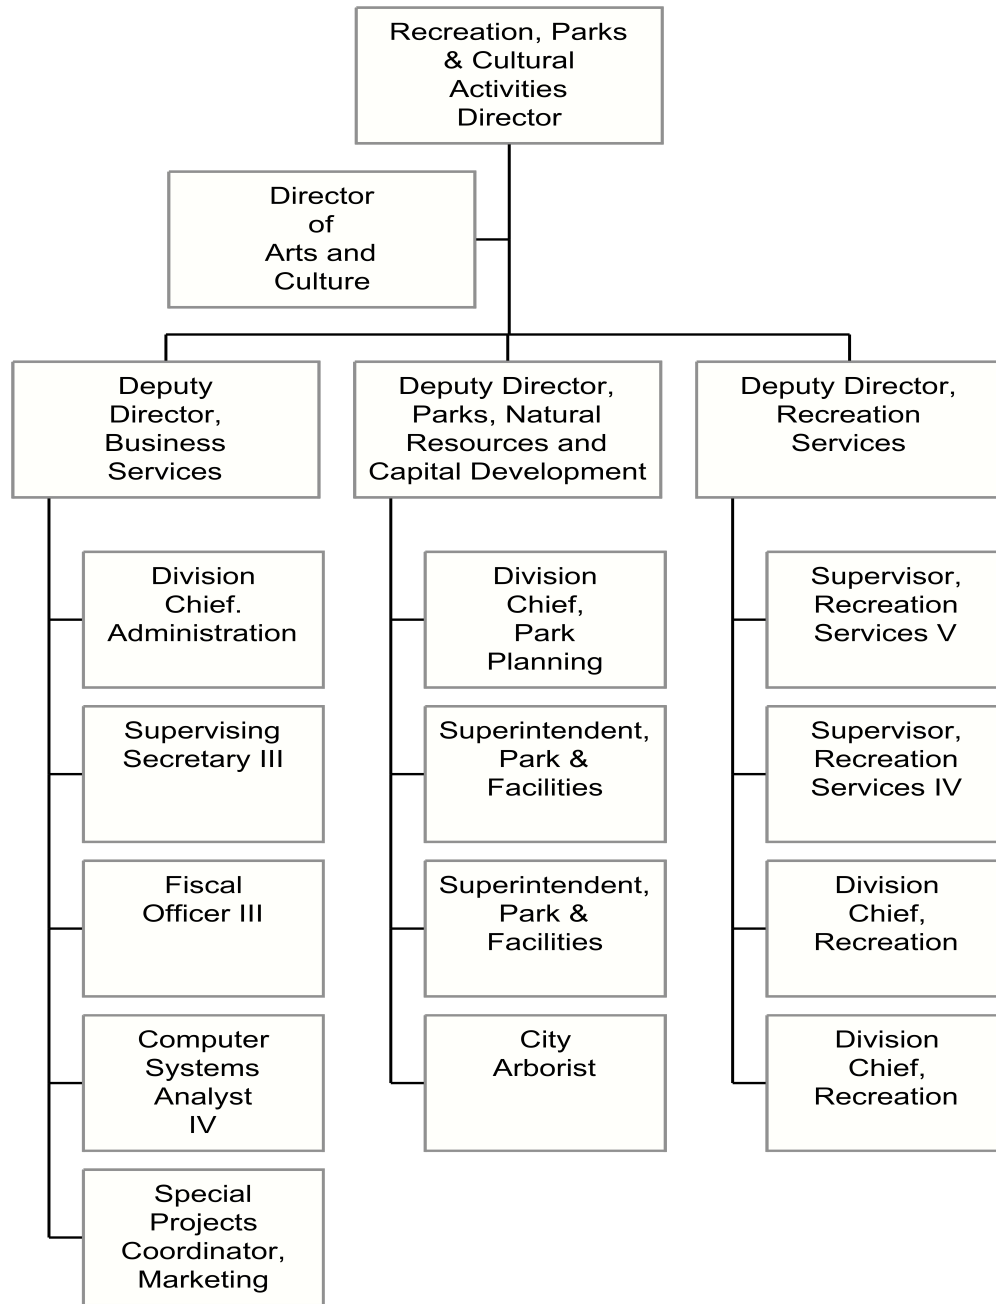 Recreation, Parks
& Cultural
Activities
Director
Director
of
Arts and
Culture
Deputy
Director,
Business
Services
Deputy Director,
Parks, Natural
Resources and
Capital Development
Deputy Director,
Recreation
Services
Division
Chief.
Administration
Supervising
Secretary III
Fiscal
Officer III
Computer
Systems
Analyst
IV
Special
Projects
Coordinator,
Marketing
Division
Chief,
Park
Planning
Superintendent,
Park &
Facilities
Superintendent,
Park &
Facilities
City
Arborist
Supervisor,
Recreation
Services V
Supervisor,
Recreation
Services IV
Division
Chief,
Recreation
Division
Chief,
Recreation